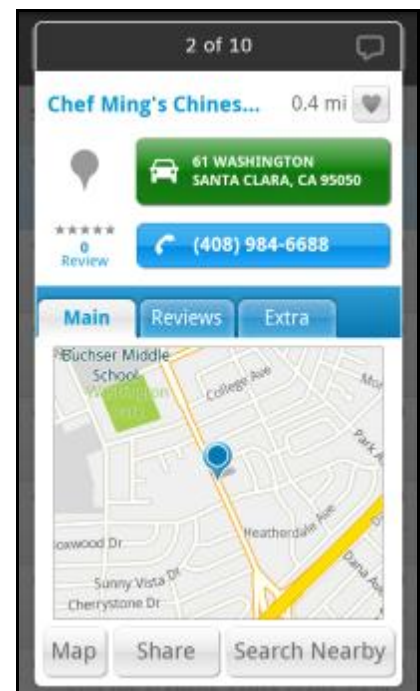 2 of 10
Chef Ming's Chines... 0.4 mi
61 WASHINGTON
SANTA CLARA, CA 95050
0
Review
(408) 984-6688
Main Reviews Extra
Buchser Middle
School
College Ave
Park
Heatherdale Ave
Dana
Sunny Vista Dr
Cherrystone Dr
Map Share Search Nearby